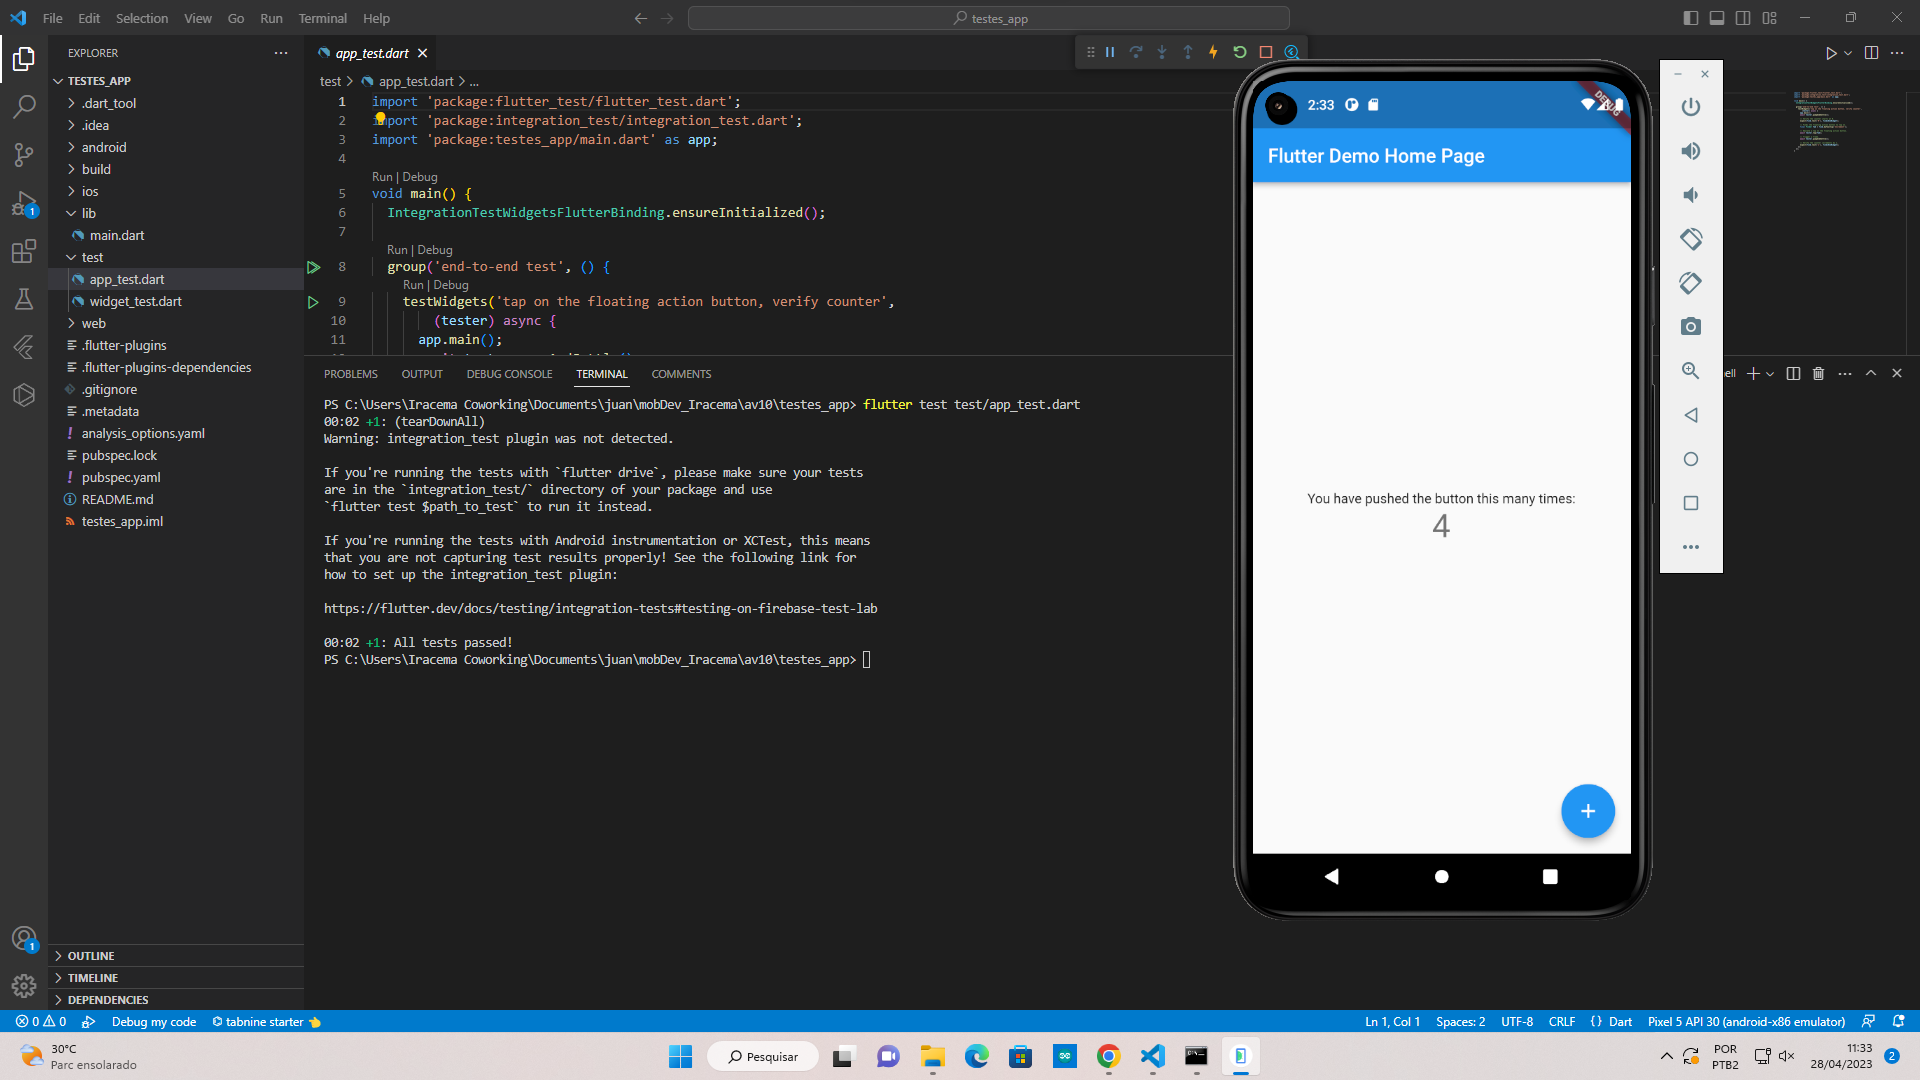 File Edit Selection View Go Run Terminal Help
testes_app
EXPLORER
TESTES_APP
.dart_tool
.idea
android
build
ios
lib
main.dart
test
app_test.dart
widget_test.dart
web
.flutter-plugins
.flutter-plugins-dependencies
.gitignore
.metadata
! analysis_options.yaml
pubspec.lock
! pubspec.yaml
README.md
testes_app.iml
OUTLINE
TIMELINE
DEPENDENCIES
1
1
app_test.dart
test > app_test.dart > ...
1 import 'package:flutter_test/flutter_test.dart';
2 import 'package:integration_test/integration_test.dart';
3 import 'package:testes_app/main.dart' as app;
4
Run | Debug
5 void main() {
6 IntegrationTestWidgetsFlutterBinding.ensureInitialized();
7
Run | Debug
8 group('end-to-end test', () {
Run | Debug
9 testWidgets('tap on the floating action button, verify counter',
10 (tester) async {
11 app.main();
PROBLEMS OUTPUT DEBUG CONSOLE TERMINAL COMMENTS
ell
PS C:\Users\Iracema Coworking\Documents\juan\mobDev_Iracema\av10\testes_app> flutter test test/app_test.dart
00:02 +1: (tearDownAll)
Warning: integration_test plugin was not detected.
If you're running the tests with `flutter drive`, please make sure your tests
are in the `integration_test/` directory of your package and use
`flutter test $path_to_test` to run it instead.
If you're running the tests with Android instrumentation or XCTest, this means
that you are not capturing test results properly! See the following link for
how to set up the integration_test plugin:
https://flutter.dev/docs/testing/integration-tests#testing-on-firebase-test-lab
00:02 +1: All tests passed!
PS C:\Users\Iracema Coworking\Documents\juan\mobDev_Iracema\av10\testes_app>
2:33
DEBUG
Flutter Demo Home Page
You have pushed the button this many times:
4
+
0 0 Debug my code tabnine starter
Ln 1, Col 1 Spaces: 2 UTF-8 CRLF {} Dart Pixel 5 API 30 (android-x86 emulator)
30°C
Parc ensolarado
Pesquisar
POR
PTB2
11:33
28/04/2023
2